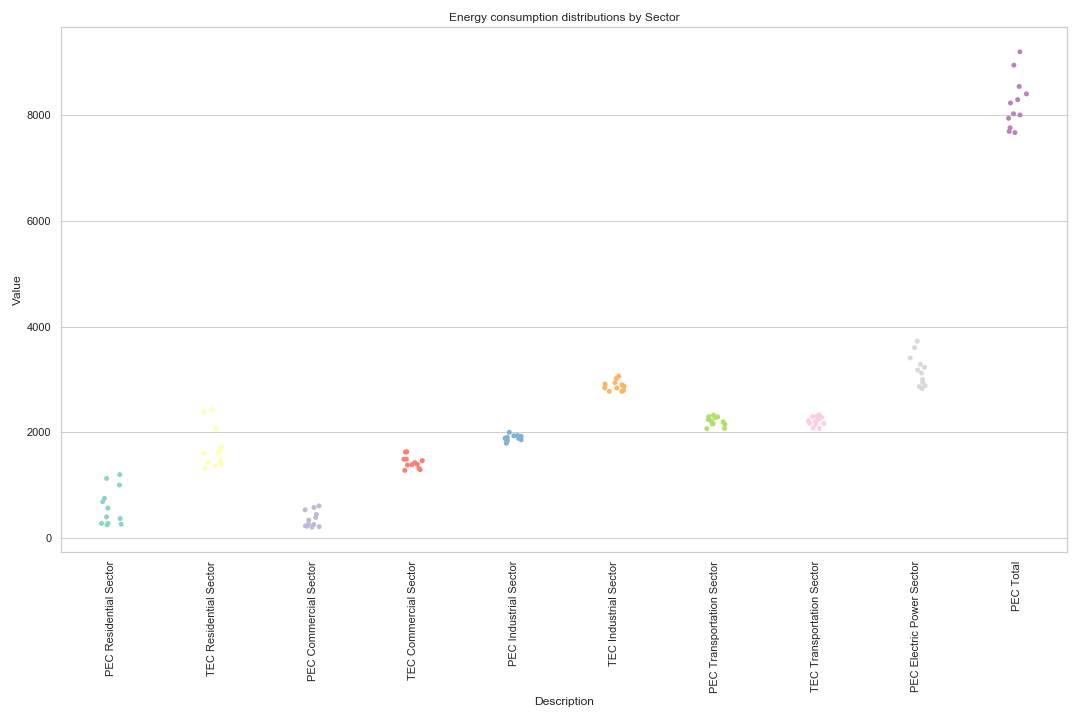 Energy consumption distributions by Sector
Value
8000
6000
4000
2000
0
PEC Residential Sector
TEC Residential Sector
PEC Commercial Sector
TEC Commercial Sector
PEC Industrial Sector
TEC Industrial Sector
PEC Transportation Sector
TEC Transportation Sector
PEC Electric Power Sector
PEC Total
Description